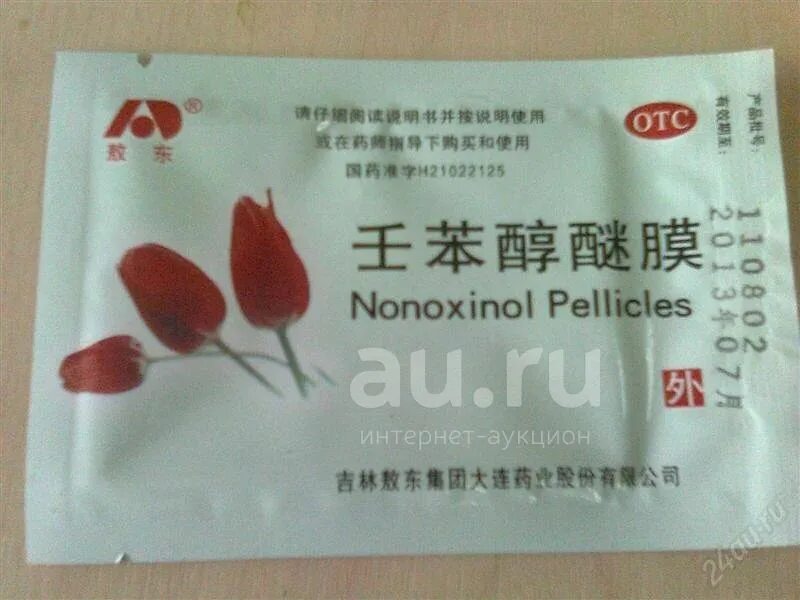 请仔细阅读说明书并按说明使用
或在药师指导下购买和使用
国药准字H21022125
OTC
敖东
®
产品批号:
有效期至:
110802
2013年07月
壬苯醇醚膜
Nonoxinol Pellicles
外
au.ru
интернет-аукцион
吉林敖东集团大连药业股份有限公司
24au.ru